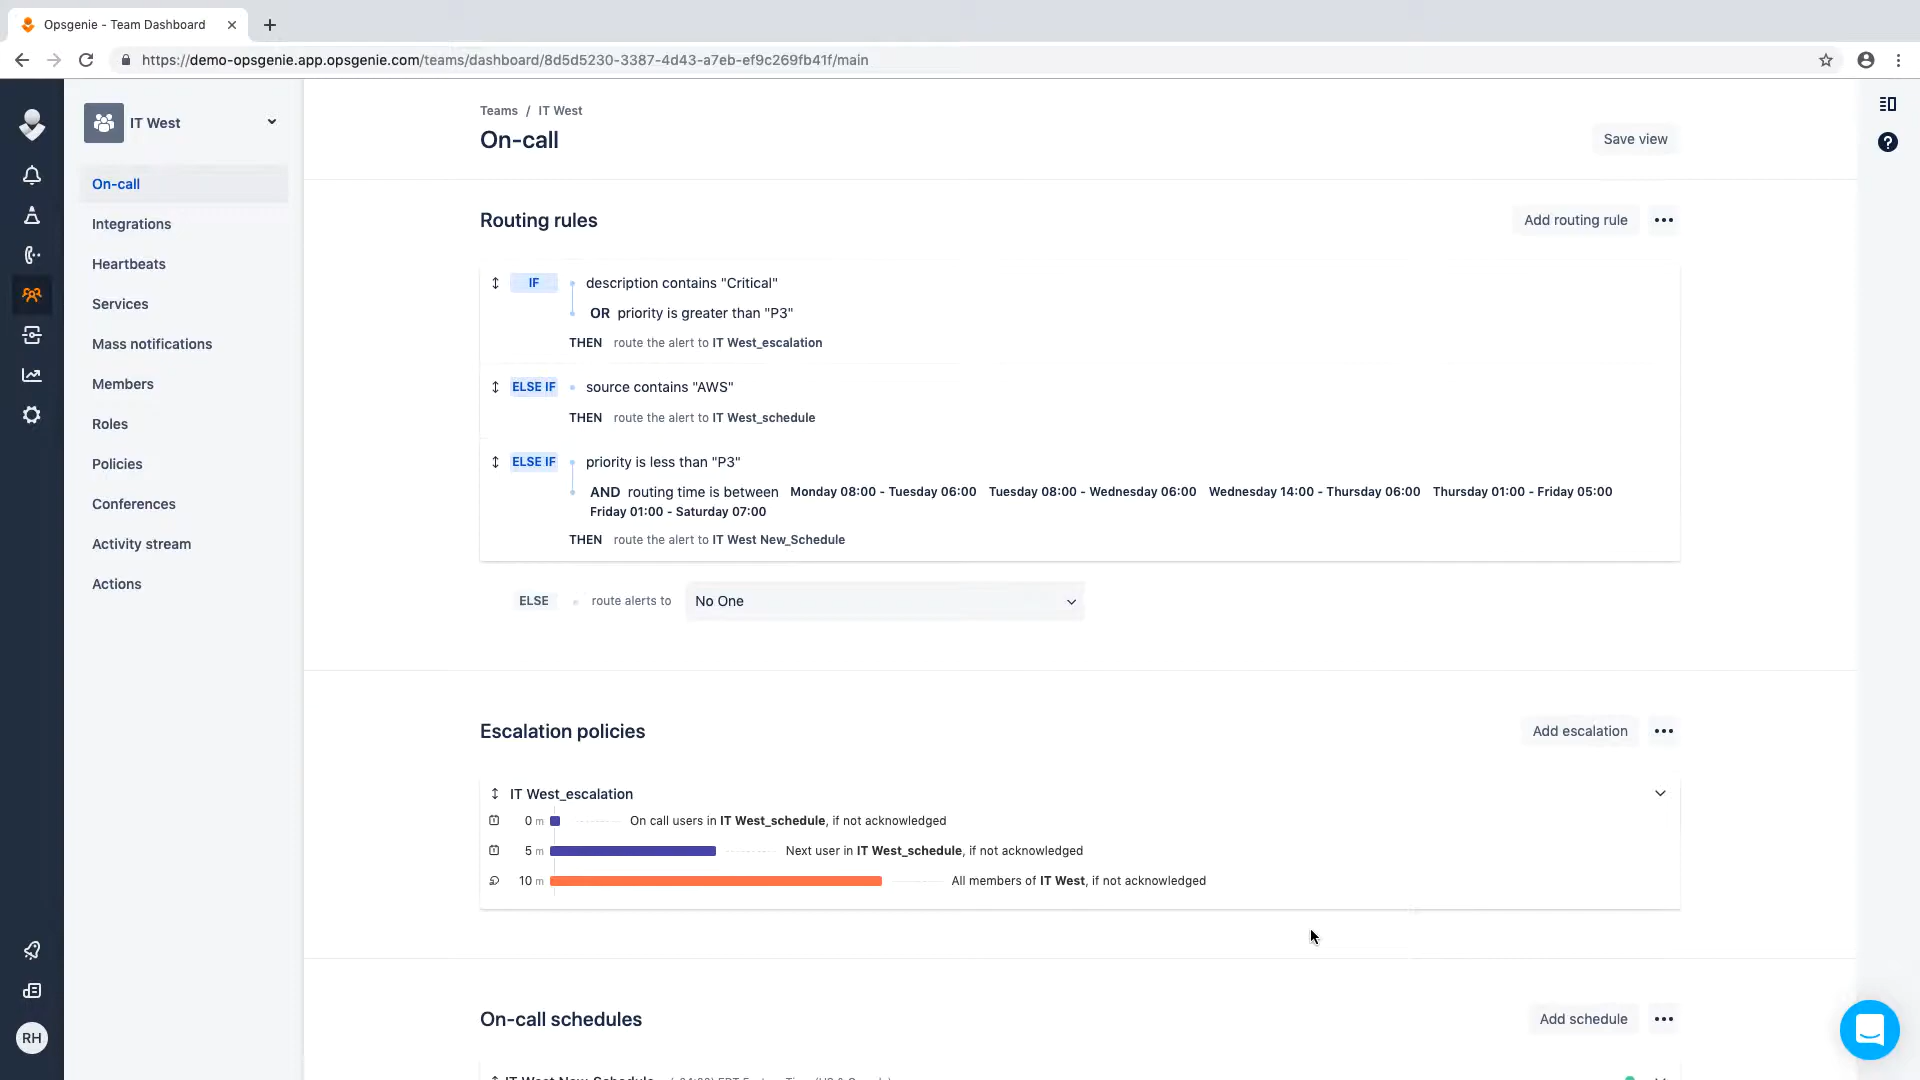 Opsgenie - Team Dashboard
https://demo-opsgenie.app.opsgenie.com/teams/dashboard/8d5d5230-3387-4d43-a7eb-ef9c269fb41f/main
IT West
On-call
Integrations
Heartbeats
Services
Mass notifications
Members
Roles
Policies
Conferences
Activity stream
Actions
RH
Teams / IT West
On-call
Save view
Routing rules
Add routing rule
IF description contains "Critical"
OR priority is greater than "P3"
THEN route the alert to IT West_escalation
ELSE IF source contains "AWS"
THEN route the alert to IT West_schedule
ELSE IF priority is less than "P3"
AND routing time is between Monday 08:00 - Tuesday 06:00 Tuesday 08:00 - Wednesday 06:00 Wednesday 14:00 - Thursday 06:00 Thursday 01:00 - Friday 05:00
Friday 01:00 - Saturday 07:00
THEN route the alert to IT West New_Schedule
ELSE route alerts to No One
Escalation policies
Add escalation
IT West_escalation
0 m On call users in IT West_schedule, if not acknowledged
5 m Next user in IT West_schedule, if not acknowledged
10 m All members of IT West, if not acknowledged
On-call schedules
Add schedule
IT West New_Schedule